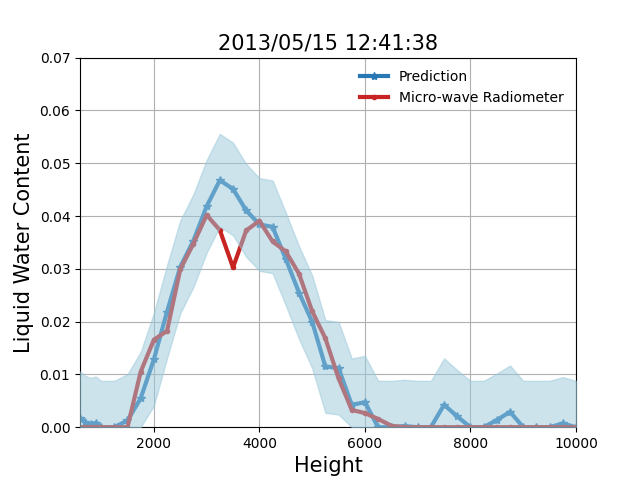 2013/05/15 12:41:38
0.07
0.06
0.05
0.04
0.03
0.02
0.01
0.00
Liquid Water Content
Prediction
Micro-wave Radiometer
2000 4000 6000 8000 10000
Height